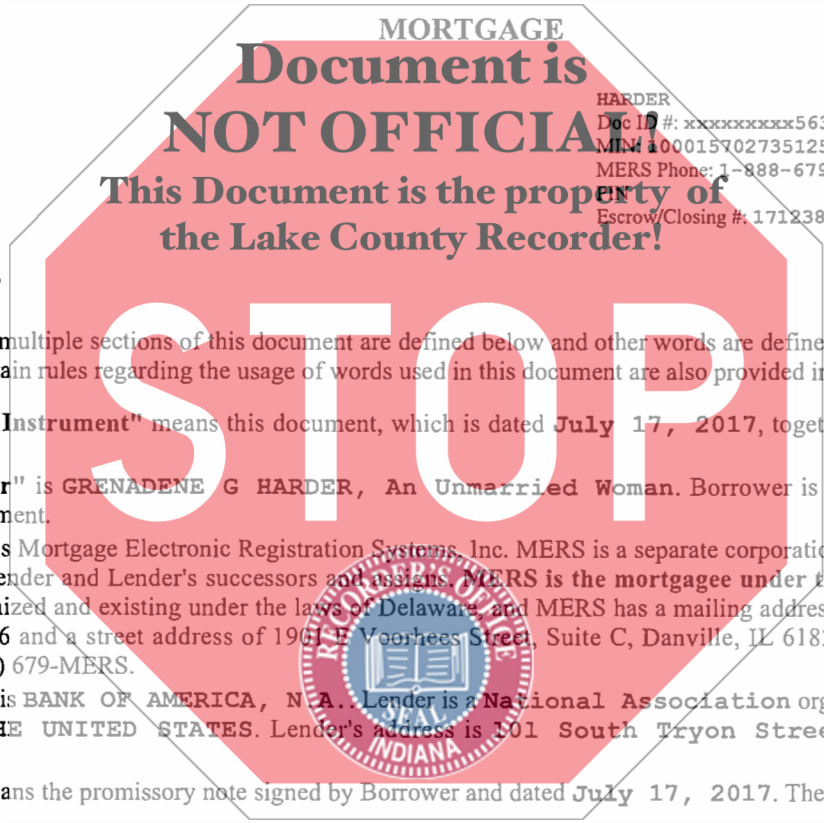 MORTGAGE
Document is
NOT OFFICIAL!
This Document is the property of
the Lake County Recorder!
HARDER
Doc ID #: xxxxxxxxx563
MIN: 100015702735125
MERS Phone: 1-888-679
PIN
Escrow/Closing #: 171238
STOP
multiple sections of this document are defined below and other words are define
ain rules regarding the usage of words used in this document are also provided in
Instrument" means this document, which is dated July 17, 2017, toget
r" is GRENADENE G HARDER, An Unmarried Woman. Borrower is
ment.
s Mortgage Electronic Registration Systems, Inc. MERS is a separate corporatio
ender and Lender's successors and assigns. MERS is the mortgagee under t
ized and existing under the laws of Delaware, and MERS has a mailing addres
6 and a street address of 1901 E Voorhees Street, Suite C, Danville, IL 618
) 679-MERS.
is BANK OF AMERICA, N.A.. Lender is a National Association org
E UNITED STATES. Lender's address is 101 South Tryon Stree
RECORDER'S OFFICE
SEAL
INDIANA
ans the promissory note signed by Borrower and dated July 17, 2017. The